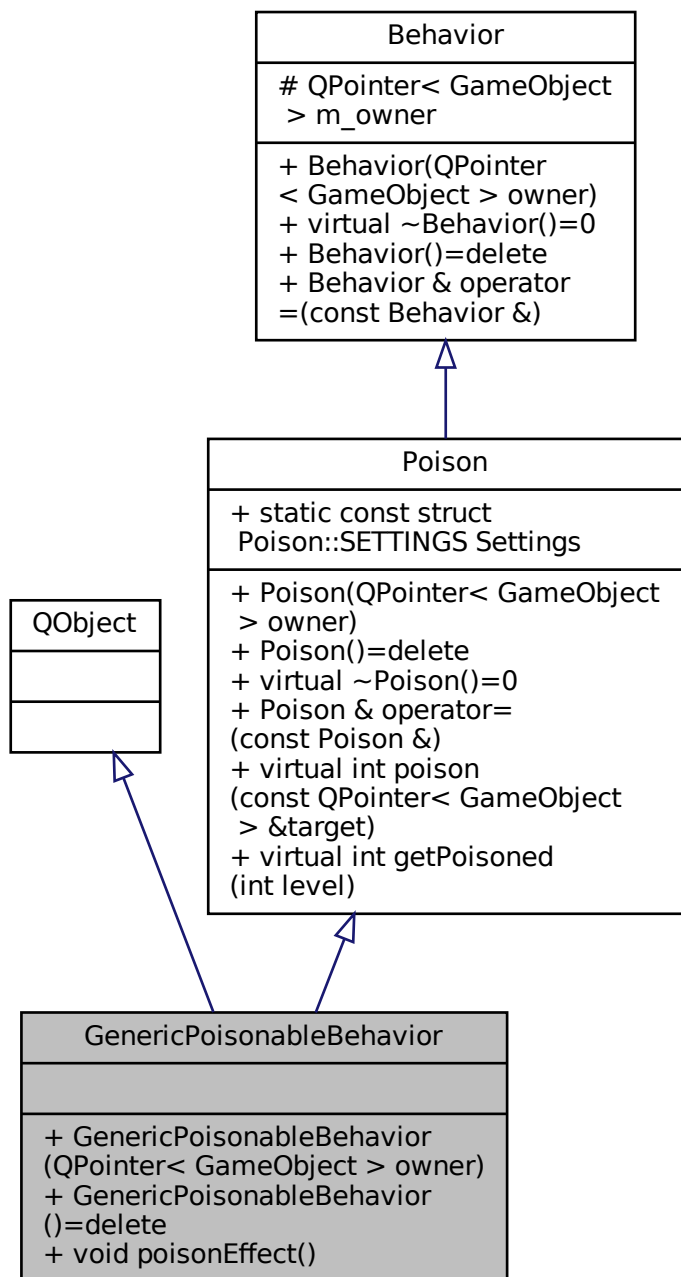 Behavior
# QPointer< GameObject
> m_owner
+ Behavior(QPointer
< GameObject > owner)
+ virtual ~Behavior()=0
+ Behavior()=delete
+ Behavior & operator
=(const Behavior &)
Poison
+ static const struct
Poison::SETTINGS Settings
+ Poison(QPointer< GameObject
> owner)
+ Poison()=delete
+ virtual ~Poison()=0
+ Poison & operator=
(const Poison &)
+ virtual int poison
(const QPointer< GameObject
> &target)
+ virtual int getPoisoned
(int level)
QObject
GenericPoisonableBehavior
+ GenericPoisonableBehavior
(QPointer< GameObject > owner)
+ GenericPoisonableBehavior
()=delete
+ void poisonEffect()